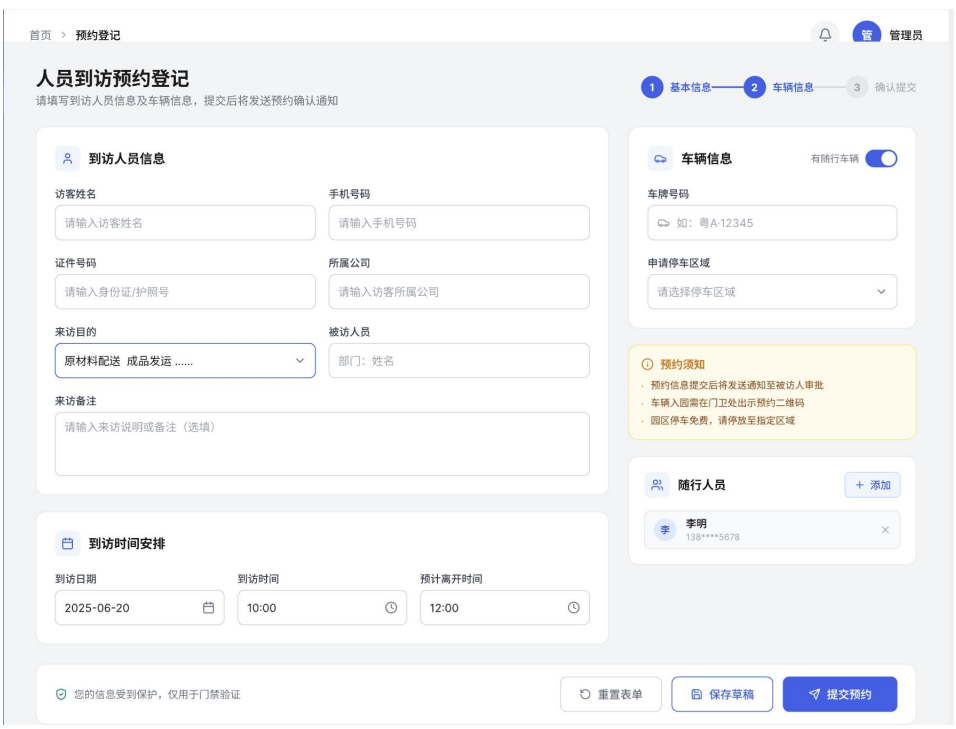 首页 > 预约登记
管 管理员
人员到访预约登记
请填写到访人员信息及车辆信息，提交后将发送预约确认通知
1 基本信息 2 车辆信息 3 确认提交
到访人员信息
访客姓名 手机号码
请输入访客姓名 请输入手机号码
证件号码 所属公司
请输入身份证/护照号 请输入访客所属公司
来访目的 被访人员
原材料配送 成品发运 ...... 部门：姓名
来访备注
请输入来访说明或备注（选填）
到访时间安排
到访日期 到访时间 预计离开时间
2025-06-20 10:00 12:00
车辆信息 有随行车辆
车牌号码
如：粤A·12345
申请停车区域
请选择停车区域
预约须知
· 预约信息提交后将发送通知至被访人审批
· 车辆入园需在门卫处出示预约二维码
· 园区停车免费，请停放至指定区域
随行人员 + 添加
李 李明 ×
138****5678
您的信息受到保护，仅用于门禁验证
重置表单 保存草稿 提交预约